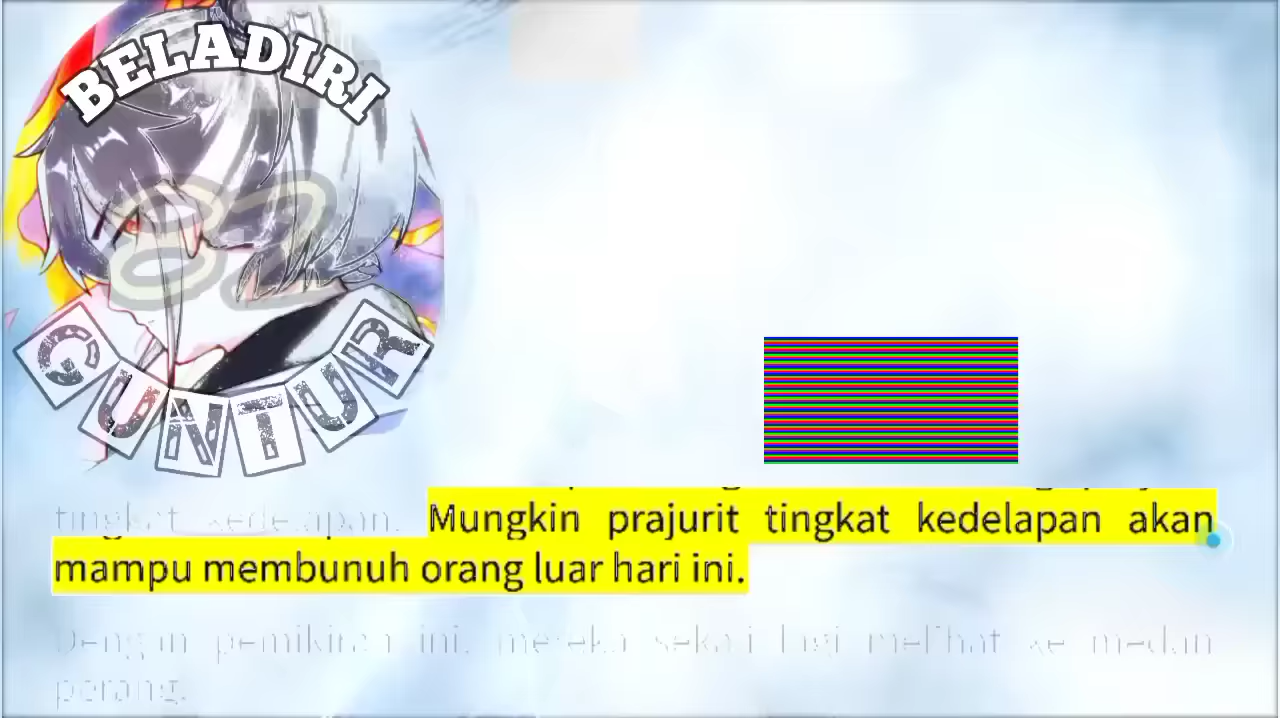 BELADIRI
62
GUNTUR
tingkat kedelapan. Mungkin prajurit tingkat kedelapan akan
mampu membunuh orang luar hari ini.
Dengan pemikiran ini, mereka sekali lagi melihat ke medan
perang.